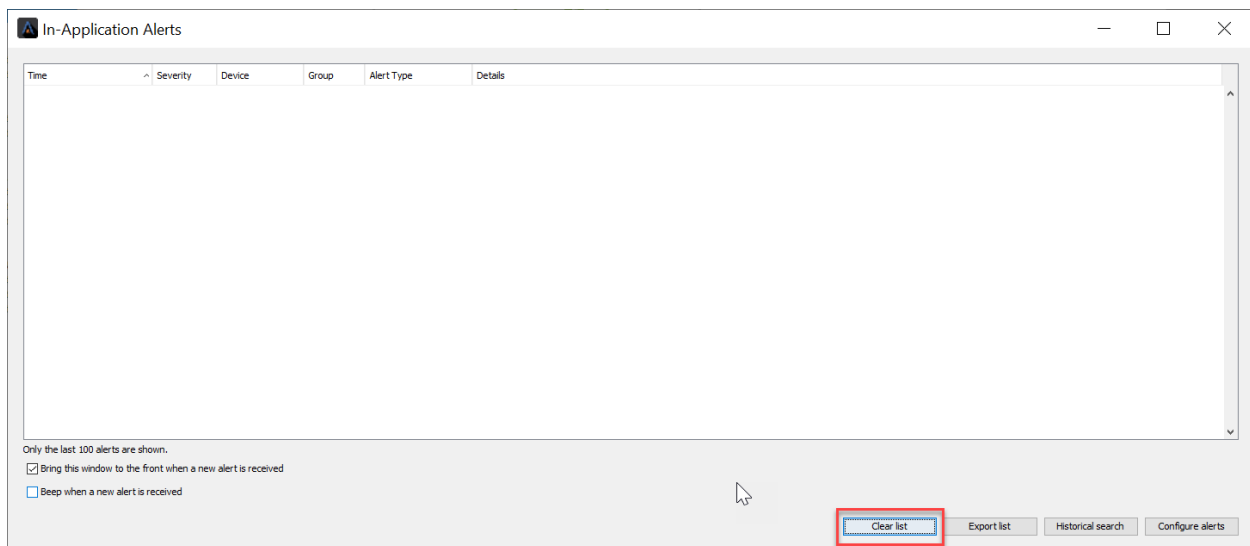 In-Application Alerts
Time Severity Device Group Alert Type Details
Only the last 100 alerts are shown.
Bring this window to the front when a new alert is received
Beep when a new alert is received
Clear list Export list Historical search Configure alerts